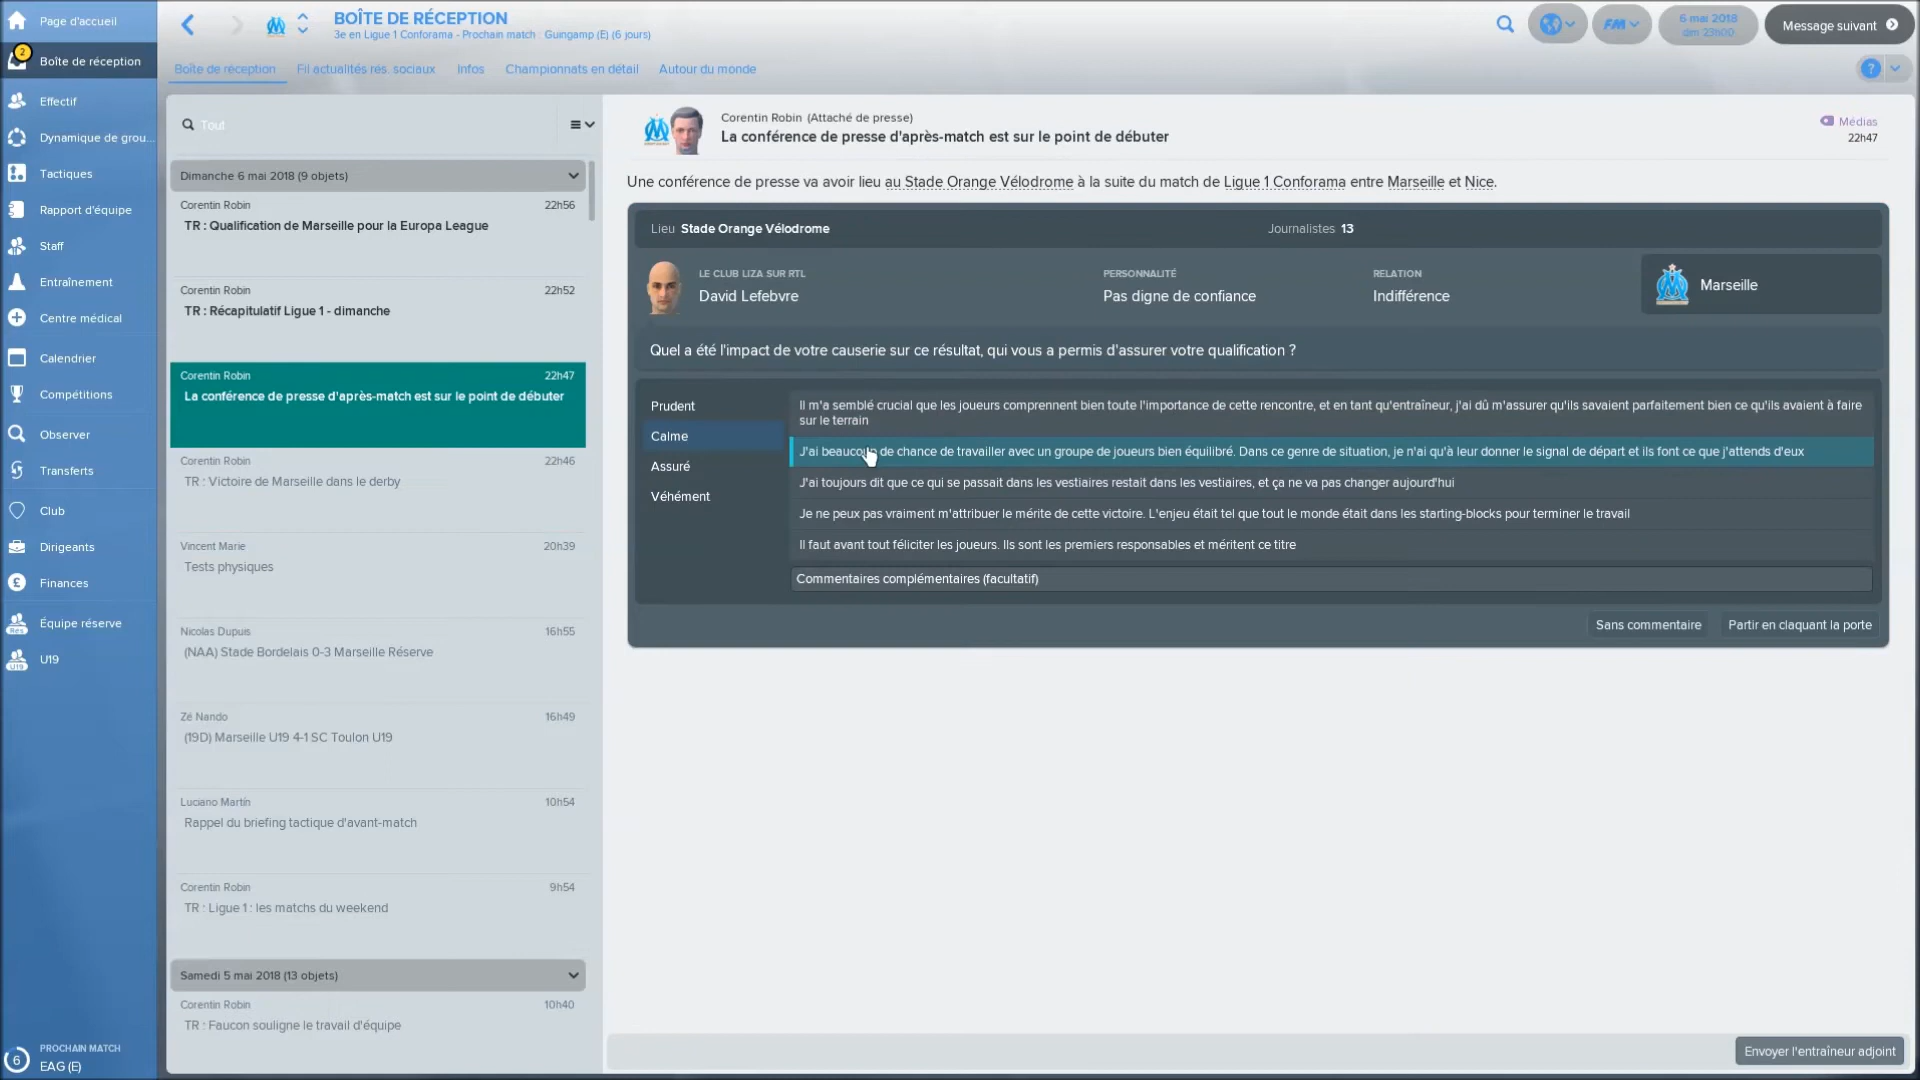 Page d'accueil
2
Boîte de réception
Effectif
Dynamique de grou...
Tactiques
Rapport d'équipe
Staff
Entraînement
Centre médical
Calendrier
Compétitions
Observer
Transferts
Club
Dirigeants
Finances
Équipe réserve
U19
PROCHAIN MATCH
6
EAG (E)
BOÎTE DE RÉCEPTION
3e en Ligue 1 Conforama - Prochain match : Guingamp (E) (6 jours)
FM
6 mai 2018
dim 23h00
Message suivant
Boîte de réception
Fil actualités rés. sociaux
Infos
Championnats en détail
Autour du monde
?
Tout
Dimanche 6 mai 2018 (9 objets)
Corentin Robin 22h56
TR : Qualification de Marseille pour la Europa League
Corentin Robin 22h52
TR : Récapitulatif Ligue 1 - dimanche
Corentin Robin 22h47
La conférence de presse d'après-match est sur le point de débuter
Corentin Robin 22h46
TR : Victoire de Marseille dans le derby
Vincent Marie 20h39
Tests physiques
Nicolas Dupuis 16h55
(NAA) Stade Bordelais 0-3 Marseille Réserve
Zé Nando 16h49
(19D) Marseille U19 4-1 SC Toulon U19
Luciano Martín 10h54
Rappel du briefing tactique d'avant-match
Corentin Robin 9h54
TR : Ligue 1 : les matchs du weekend
Samedi 5 mai 2018 (13 objets)
Corentin Robin 10h40
TR : Faucon souligne le travail d'équipe
Corentin Robin (Attaché de presse)
La conférence de presse d'après-match est sur le point de débuter
Médias
22h47
Une conférence de presse va avoir lieu au Stade Orange Vélodrome à la suite du match de Ligue 1 Conforama entre Marseille et Nice.
Lieu Stade Orange Vélodrome
Journalistes 13
LE CLUB LIZA SUR RTL
David Lefebvre
PERSONNALITÉ
Pas digne de confiance
RELATION
Indifférence
Marseille
Quel a été l'impact de votre causerie sur ce résultat, qui vous a permis d'assurer votre qualification ?
Prudent
Calme
Assuré
Véhément
Il m'a semblé crucial que les joueurs comprennent bien toute l'importance de cette rencontre, et en tant qu'entraîneur, j'ai dû m'assurer qu'ils savaient parfaitement bien ce qu'ils avaient à faire
sur le terrain
J'ai beaucoup de chance de travailler avec un groupe de joueurs bien équilibré. Dans ce genre de situation, je n'ai qu'à leur donner le signal de départ et ils font ce que j'attends d'eux
J'ai toujours dit que ce qui se passait dans les vestiaires restait dans les vestiaires, et ça ne va pas changer aujourd'hui
Je ne peux pas vraiment m'attribuer le mérite de cette victoire. L'enjeu était tel que tout le monde était dans les starting-blocks pour terminer le travail
Il faut avant tout féliciter les joueurs. Ils sont les premiers responsables et méritent ce titre
Commentaires complémentaires (facultatif)
Sans commentaire
Partir en claquant la porte
Envoyer l'entraîneur adjoint